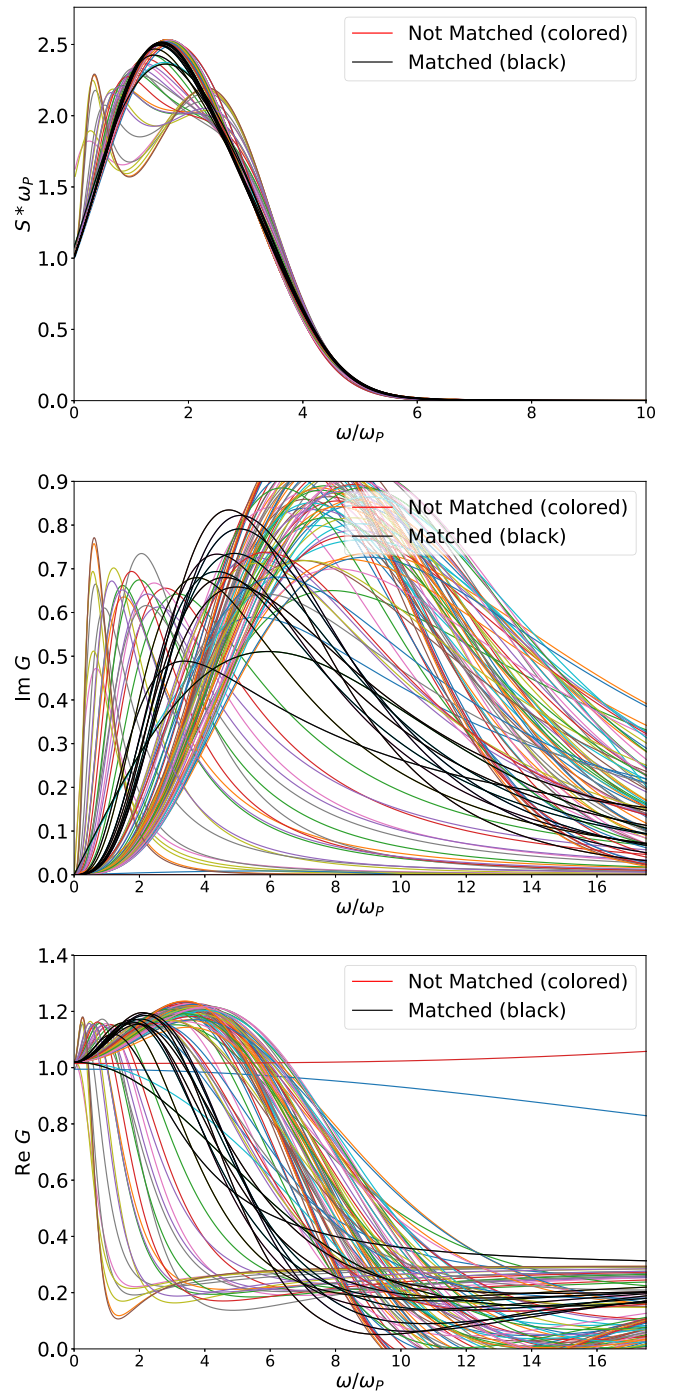 2.5
2.0
1.5
1.0
0.5
0.0
S * ω_P
0 2 4 6 8 10
ω/ω_P
Not Matched (colored)
Matched (black)
0.9
0.8
0.7
0.6
0.5
0.4
0.3
0.2
0.1
0.0
Im G
0 2 4 6 8 10 12 14 16
ω/ω_P
Not Matched (colored)
Matched (black)
1.4
1.2
1.0
0.8
0.6
0.4
0.2
0.0
Re G
0 2 4 6 8 10 12 14 16
ω/ω_P
Not Matched (colored)
Matched (black)